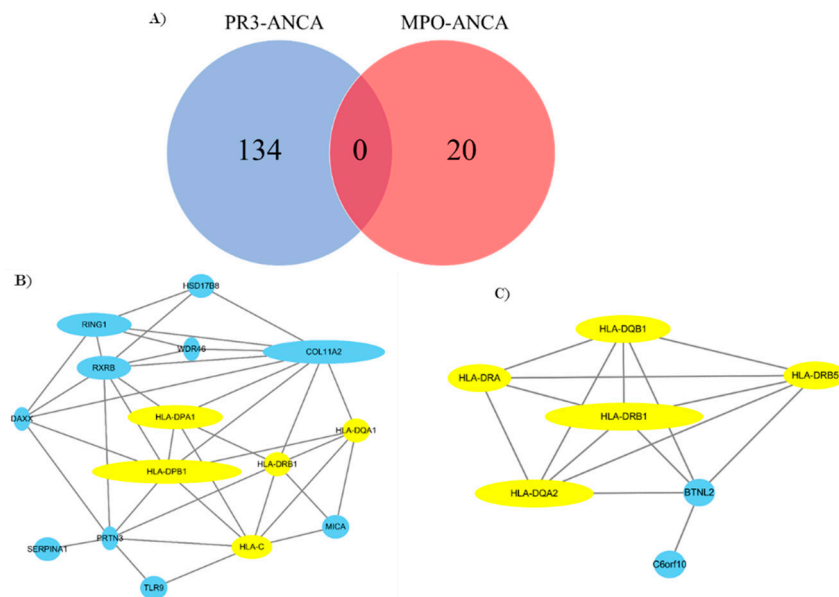 A)
PR3-ANCA
MPO-ANCA
134
0
20
B)
HSD17B8
RING1
WDR46
COL11A2
RXRB
DAXX
HLA-DPA1
HLA-DQA1
HLA-DRB1
HLA-DPB1
MICA
PRTN3
SERPINA1
HLA-C
TLR9
C)
HLA-DQB1
HLA-DRA
HLA-DRB5
HLA-DRB1
HLA-DQA2
BTNL2
C6orf10